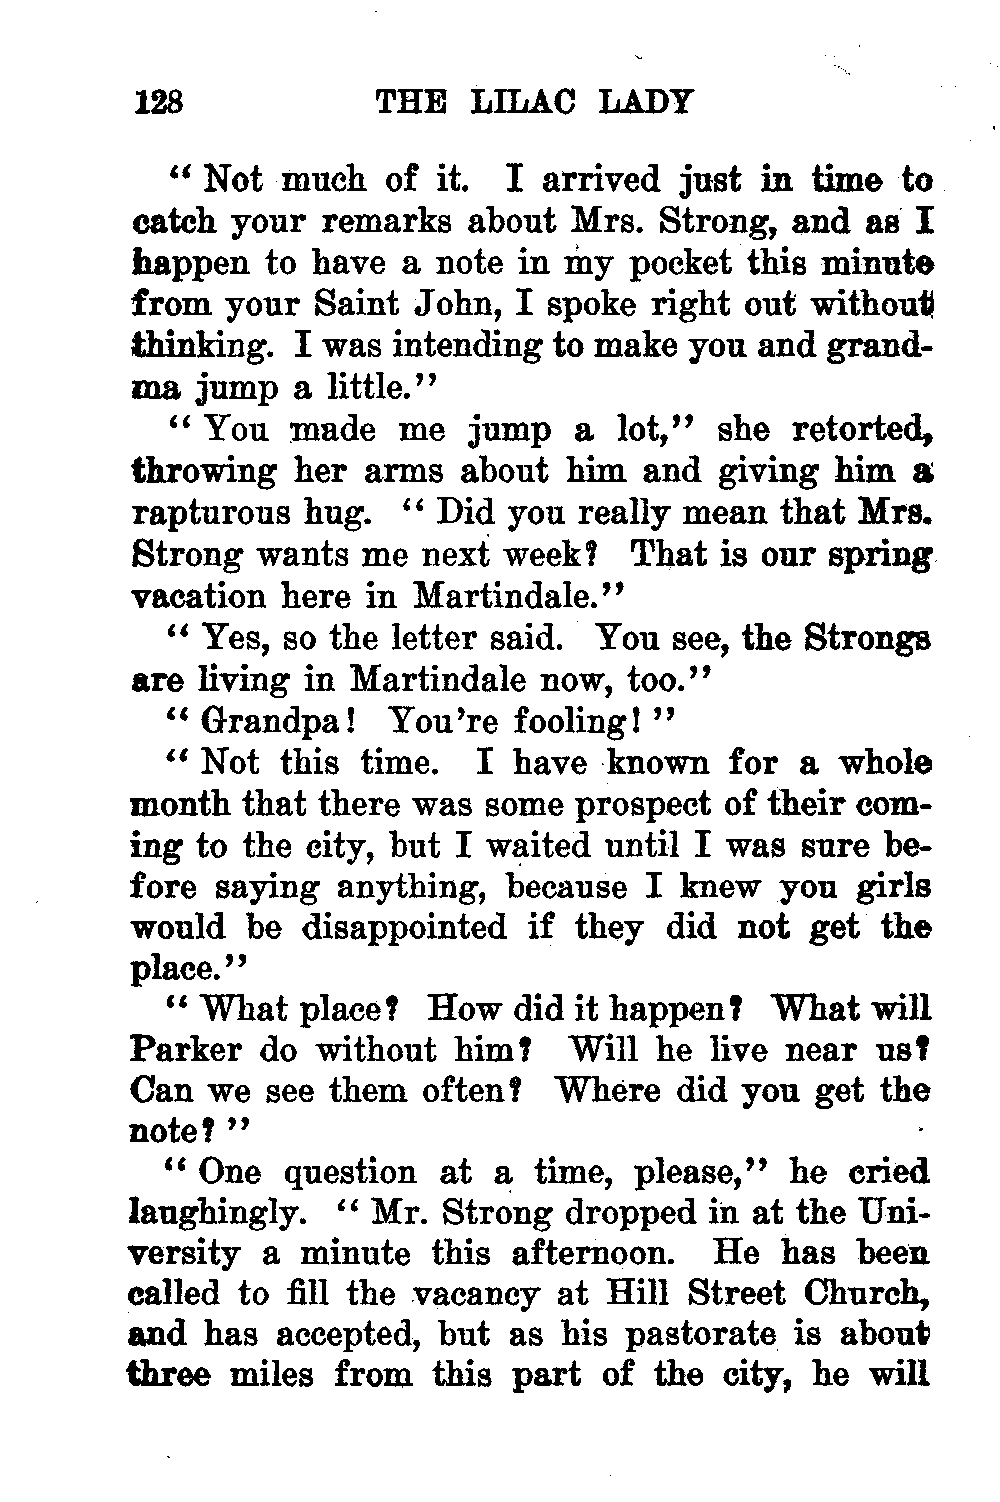 128 THE LILAC LADY
“ Not much of it. I arrived just in time to
catch your remarks about Mrs. Strong, and as I
happen to have a note in my pocket this minute
from your Saint John, I spoke right out without
thinking. I was intending to make you and grand-
ma jump a little.”
“ You made me jump a lot,” she retorted,
throwing her arms about him and giving him a
rapturous hug. “ Did you really mean that Mrs.
Strong wants me next week? That is our spring
vacation here in Martindale.”
“ Yes, so the letter said. You see, the Strongs
are living in Martindale now, too.”
“ Grandpa! You’re fooling! ”
“ Not this time. I have known for a whole
month that there was some prospect of their com-
ing to the city, but I waited until I was sure be-
fore saying anything, because I knew you girls
would be disappointed if they did not get the
place.”
“ What place? How did it happen? What will
Parker do without him? Will he live near us?
Can we see them often? Where did you get the
note? ”
“ One question at a time, please,” he cried
laughingly. “ Mr. Strong dropped in at the Uni-
versity a minute this afternoon. He has been
called to fill the vacancy at Hill Street Church,
and has accepted, but as his pastorate is about
three miles from this part of the city, he will